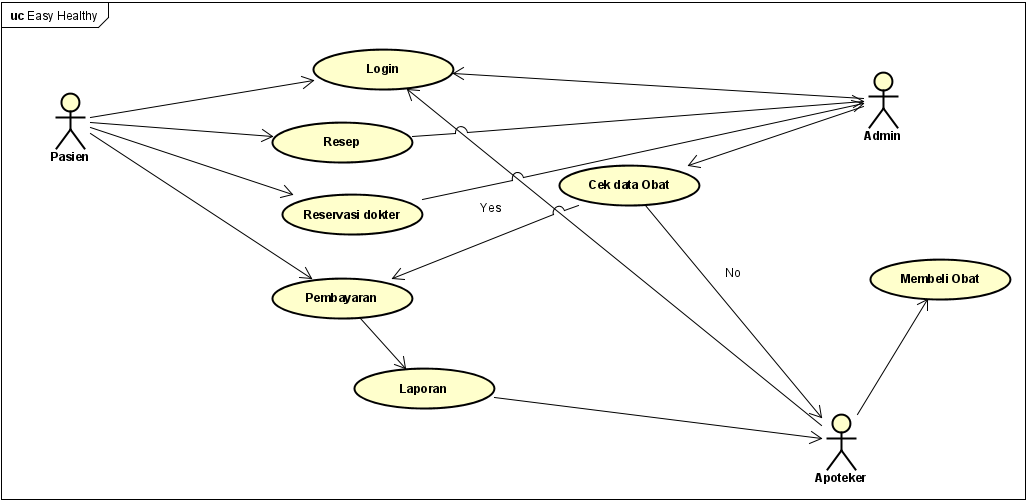 uc Easy Healthy
Login
Pasien
Admin
Resep
Cek data Obat
Yes
Reservasi dokter
No
Membeli Obat
Pembayaran
Laporan
Apoteker